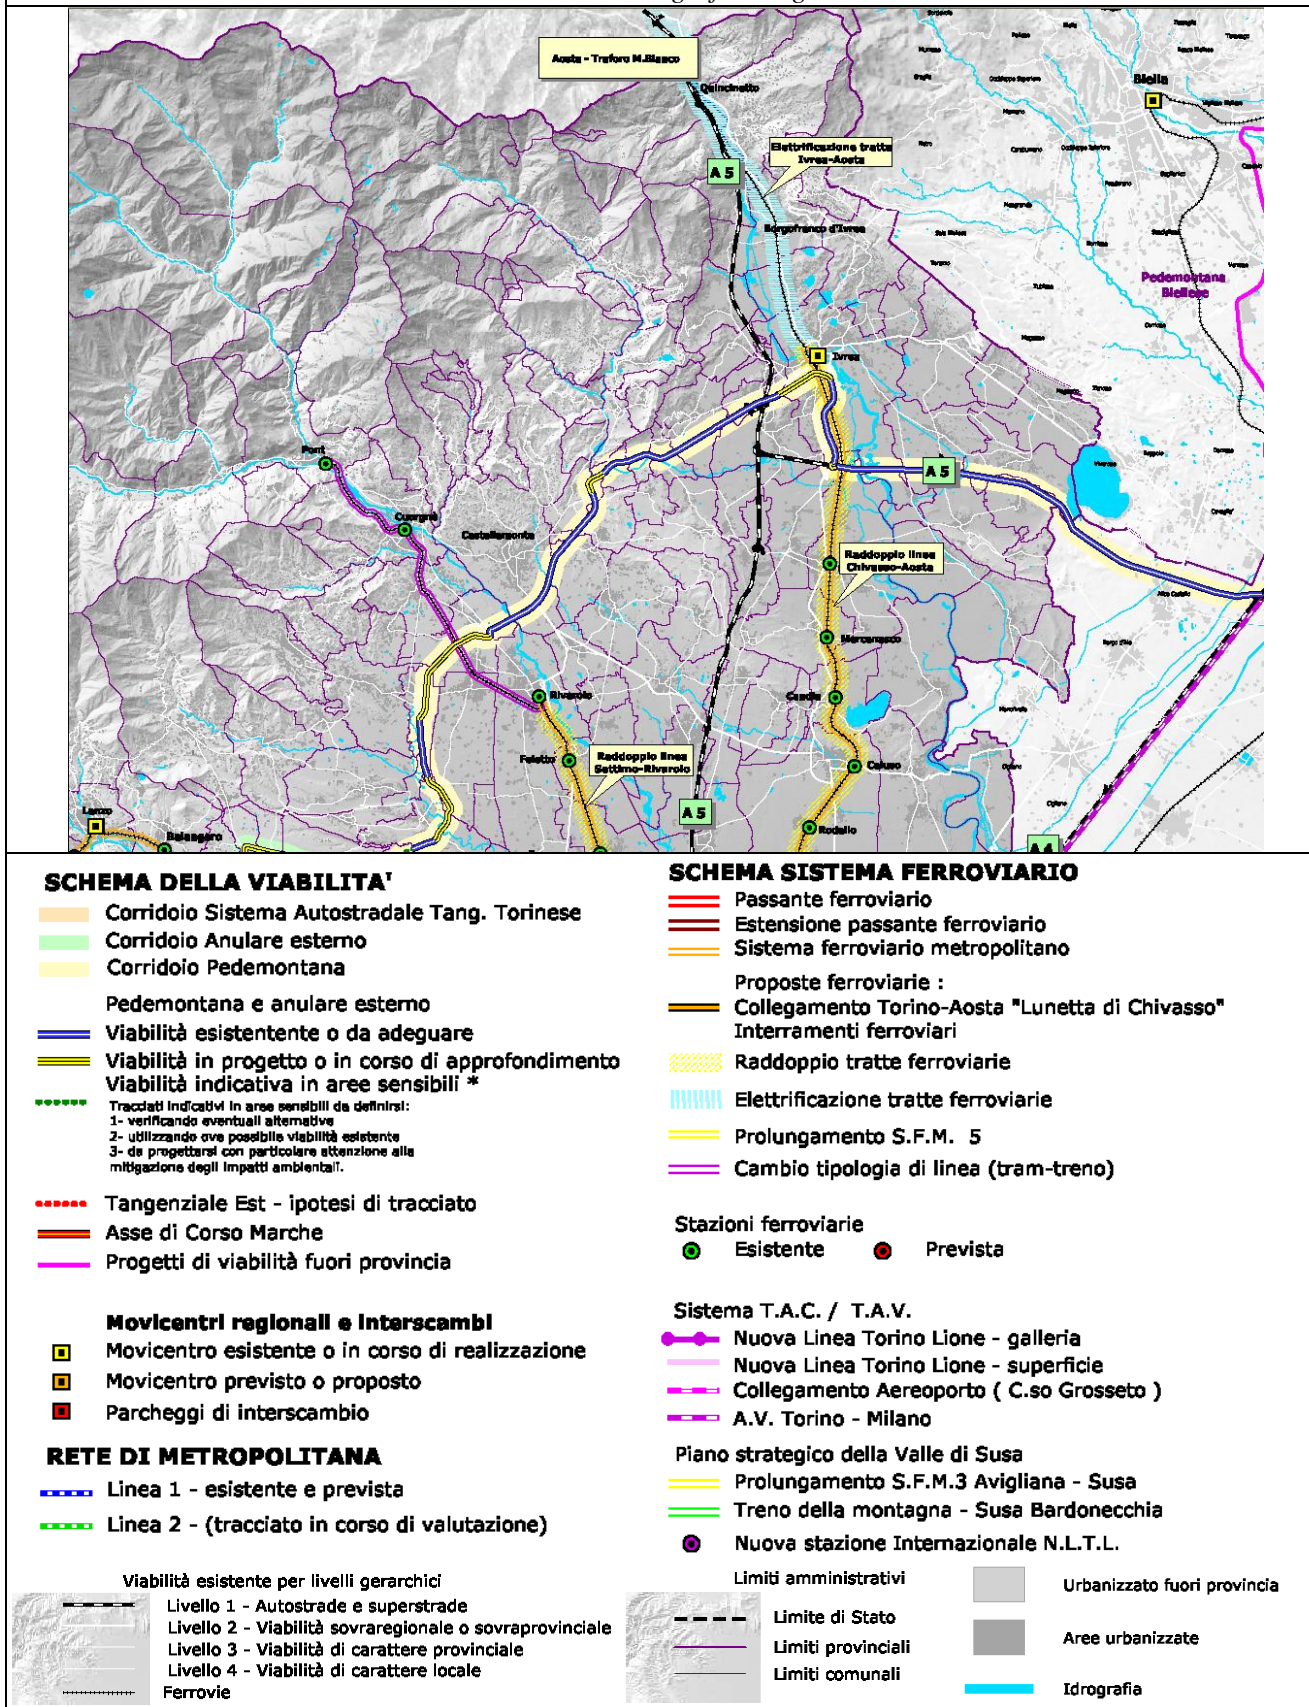 Aosta - Traforo M.Bianco
Quincinetto
Biella
A 5
Elettrificazione tratta
Ivrea-Aosta
Borgofranco d'Ivrea
Pedemontana
Biellese
Ivrea
Pont
A 5
Cuorgnè
Castellamonte
Raddoppio linea
Chivasso-Aosta
Mercenasco
Rivarolo
Candia
Feletto
Raddoppio linea
Settimo-Rivarolo
Caluso
A 5
Lanzo
Balangero
Rodallo
A4
SCHEMA DELLA VIABILITA'
Corridoio Sistema Autostradale Tang. Torinese
Corridoio Anulare esterno
Corridoio Pedemontana
Pedemontana e anulare esterno
Viabilità esistentente o da adeguare
Viabilità in progetto o in corso di approfondimento
Viabilità indicativa in aree sensibili *
Tracciati indicativi in aree sensibili da definirsi:
1- verificando eventuali alternative
2- utilizzando ove possibile viabilità esistente
3- da progettarsi con particolare attenzione alla
mitigazione degli impatti ambientali.
Tangenziale Est - ipotesi di tracciato
Asse di Corso Marche
Progetti di viabilità fuori provincia
Movicentri regionali e interscambi
Movicentro esistente o in corso di realizzazione
Movicentro previsto o proposto
Parcheggi di interscambio
RETE DI METROPOLITANA
Linea 1 - esistente e prevista
Linea 2 - (tracciato in corso di valutazione)
Viabilità esistente per livelli gerarchici
Livello 1 - Autostrade e superstrade
Livello 2 - Viabilità sovraregionale o sovraprovinciale
Livello 3 - Viabilità di carattere provinciale
Livello 4 - Viabilità di carattere locale
Ferrovie
SCHEMA SISTEMA FERROVIARIO
Passante ferroviario
Estensione passante ferroviario
Sistema ferroviario metropolitano
Proposte ferroviarie :
Collegamento Torino-Aosta "Lunetta di Chivasso"
Interramenti ferroviari
Raddoppio tratte ferroviarie
Elettrificazione tratte ferroviarie
Prolungamento S.F.M. 5
Cambio tipologia di linea (tram-treno)
Stazioni ferroviarie
Esistente
Prevista
Sistema T.A.C. / T.A.V.
Nuova Linea Torino Lione - galleria
Nuova Linea Torino Lione - superficie
Collegamento Aereoporto ( C.so Grosseto )
A.V. Torino - Milano
Piano strategico della Valle di Susa
Prolungamento S.F.M.3 Avigliana - Susa
Treno della montagna - Susa Bardonecchia
Nuova stazione Internazionale N.L.T.L.
Limiti amministrativi
Limite di Stato
Limiti provinciali
Limiti comunali
Urbanizzato fuori provincia
Aree urbanizzate
Idrografia